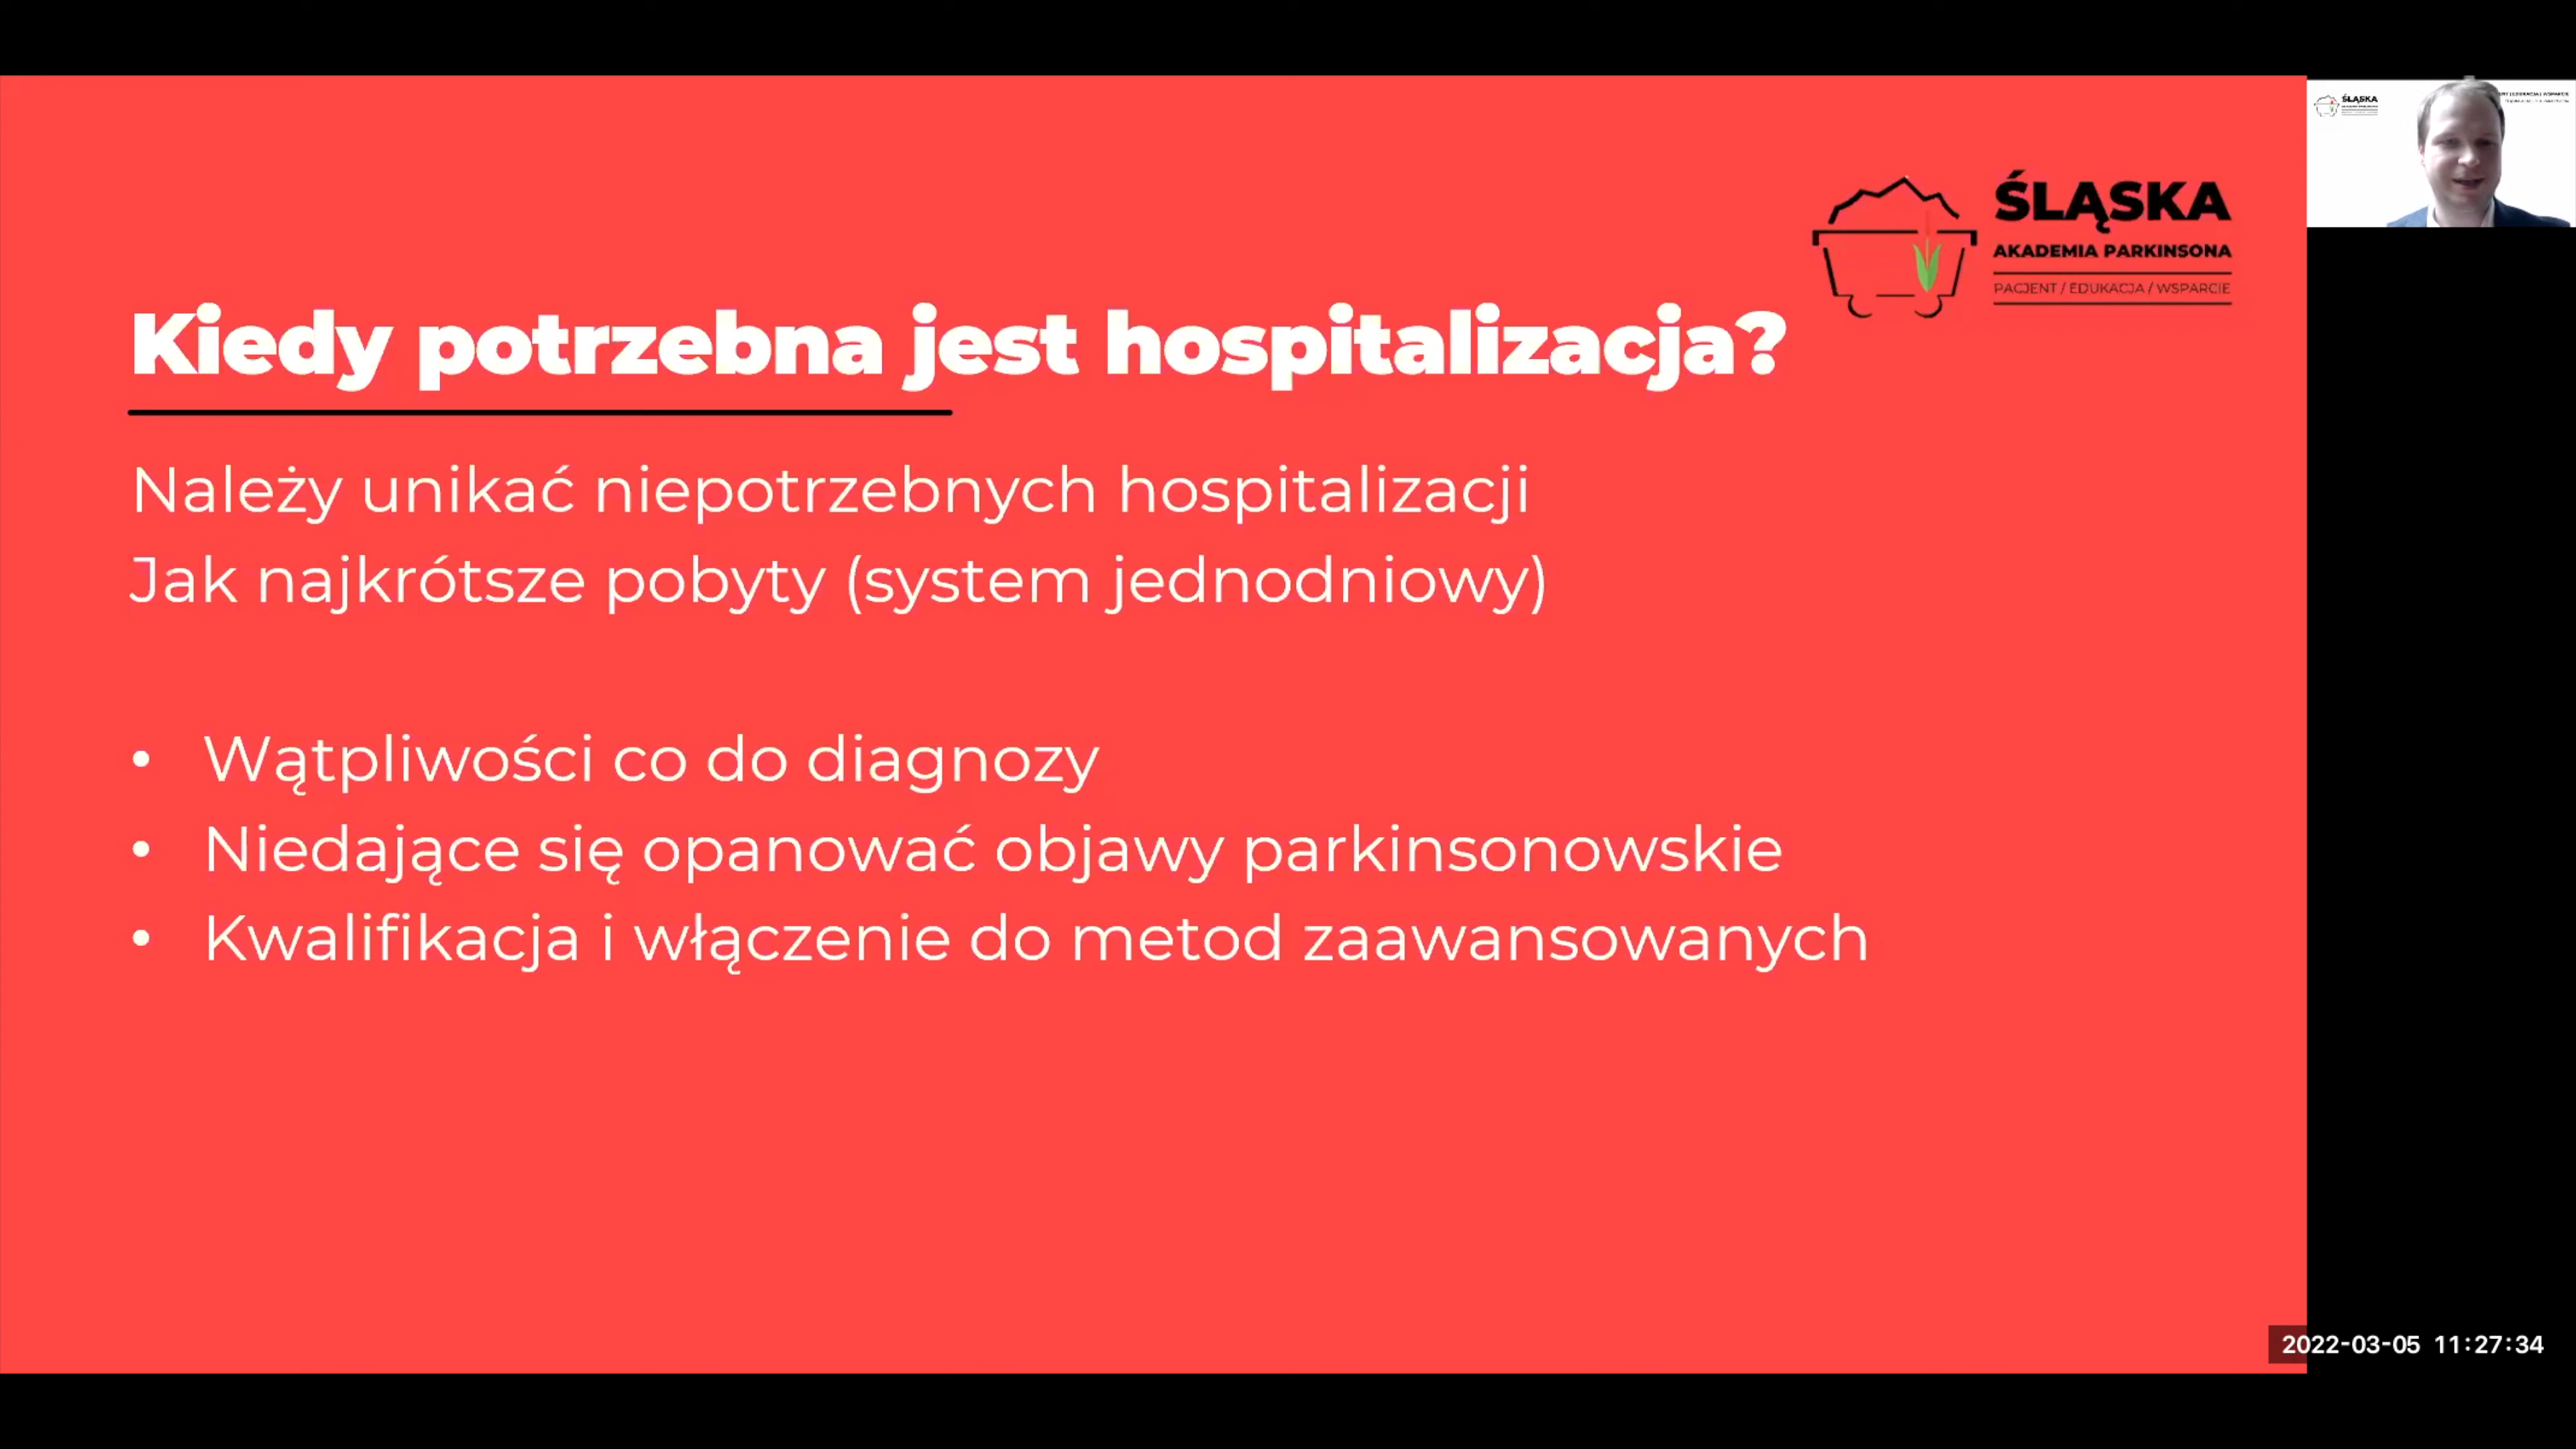 ŚLĄSKA
AKADEMIA PARKINSONA
PACJENT / EDUKACJA / WSPARCIE
Kiedy potrzebna jest hospitalizacja?
Należy unikać niepotrzebnych hospitalizacji
Jak najkrótsze pobyty (system jednodniowy)
• Wątpliwości co do diagnozy
• Niedające się opanować objawy parkinsonowskie
• Kwalifikacja i włączenie do metod zaawansowanych
ŚLĄSKA
2022-03-05 11:27:34